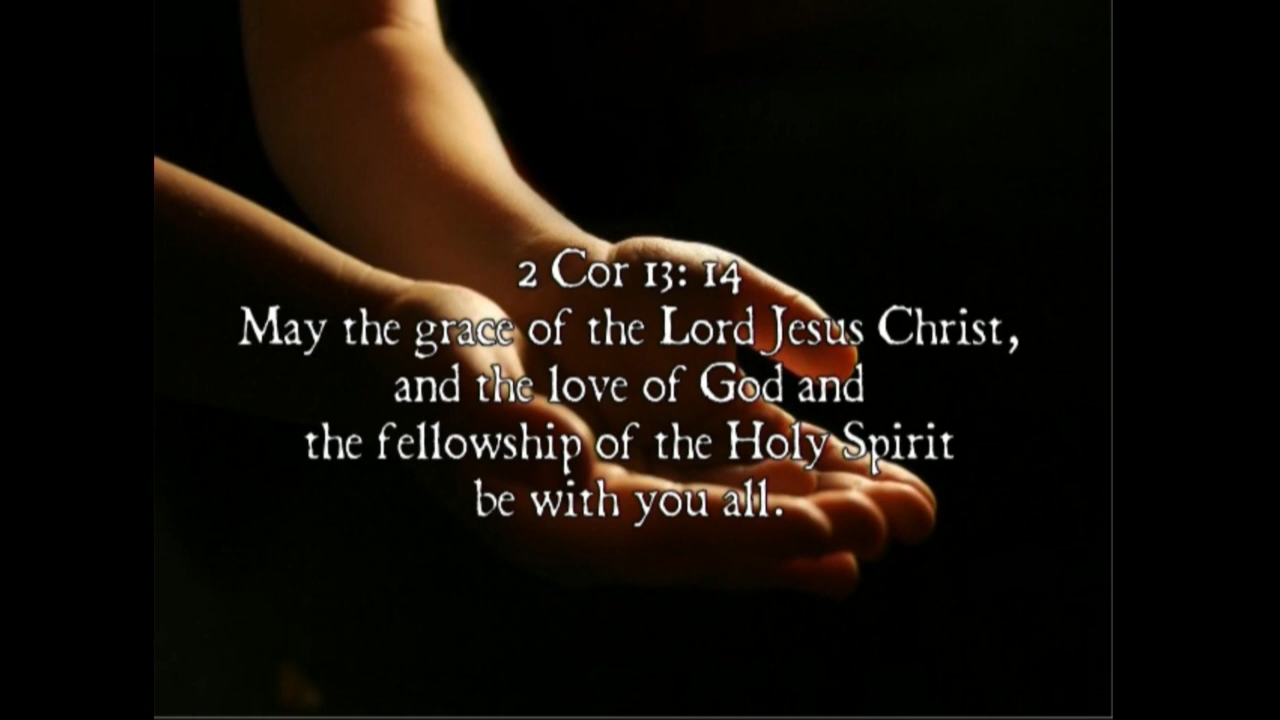 2 Cor 13: 14
May the grace of the Lord Jesus Christ,
and the love of God and
the fellowship of the Holy Spirit
be with you all.